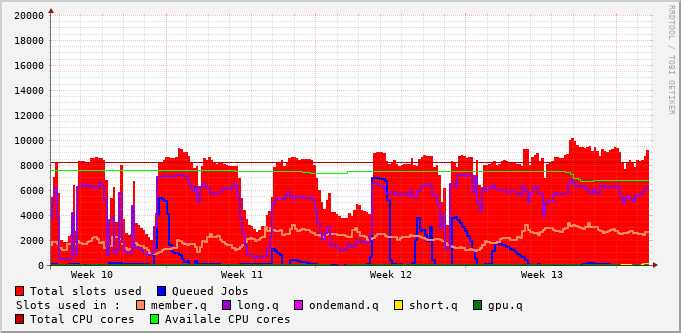 20000
18000
16000
14000
12000
10000
8000
6000
4000
2000
0
Week 10 Week 11 Week 12 Week 13
RRDTOOL / TOBI OETIKER
Total slots used Queued Jobs
Slots used in : member.q long.q ondemand.q short.q gpu.q
Total CPU cores Availale CPU cores